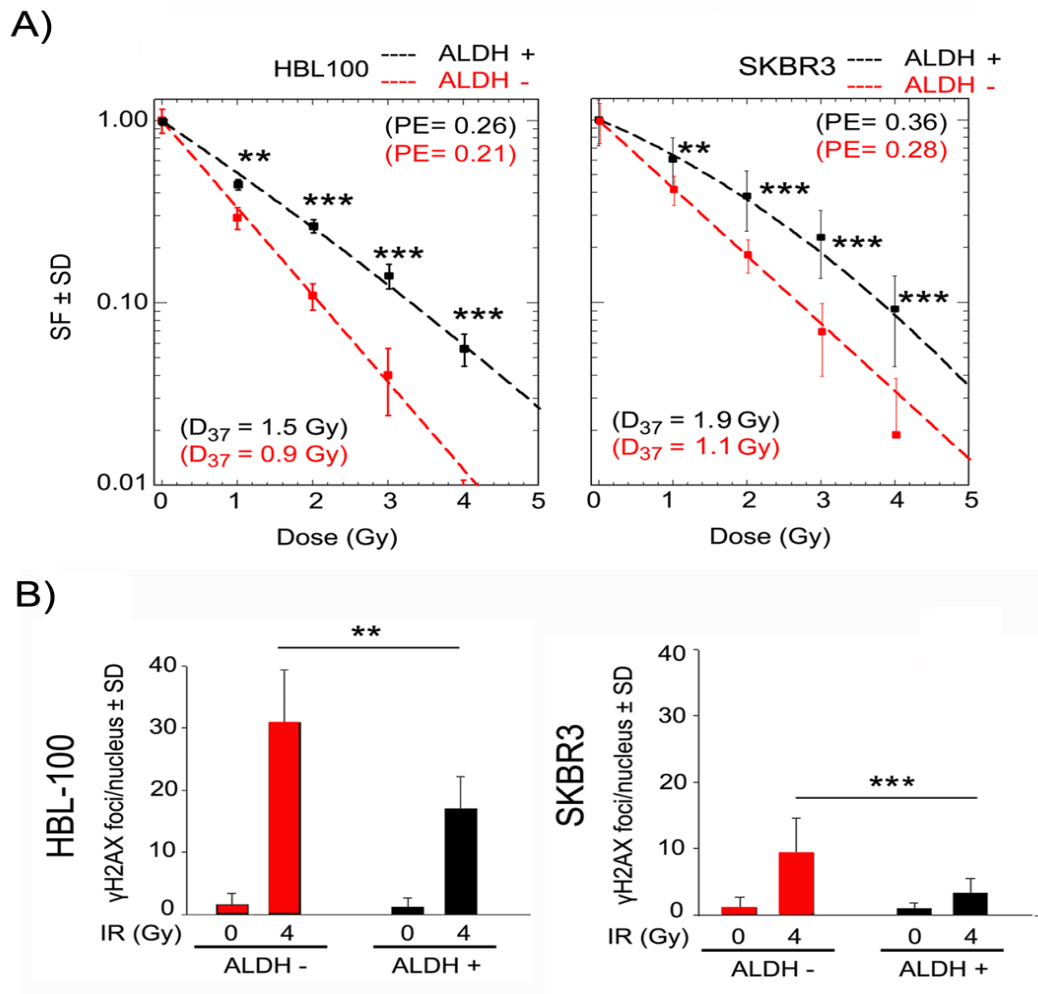 A)
HBL100 ---- ALDH +
---- ALDH -
SKBR3 ---- ALDH +
---- ALDH -
SF ± SD
1.00
0.10
0.01
(PE= 0.26)
(PE= 0.21)
**
***
***
***
(D37 = 1.5 Gy)
(D37 = 0.9 Gy)
0 1 2 3 4 5
Dose (Gy)
(PE= 0.36)
(PE= 0.28)
**
***
***
***
(D37 = 1.9 Gy)
(D37 = 1.1 Gy)
0 1 2 3 4 5
Dose (Gy)
B)
HBL-100
γH2AX foci/nucleus ± SD
40
30
20
10
0
**
IR (Gy) 0 4 0 4
ALDH - ALDH +
SKBR3
γH2AX foci/nucleus ± SD
40
30
20
10
0
***
IR (Gy) 0 4 0 4
ALDH - ALDH +